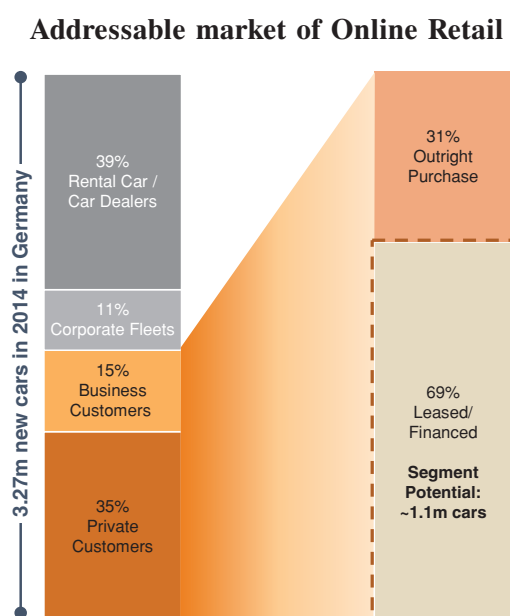 Addressable market of Online Retail
3.27m new cars in 2014 in Germany
39%
Rental Car /
Car Dealers
11%
Corporate Fleets
15%
Business
Customers
35%
Private
Customers
31%
Outright
Purchase
69%
Leased/
Financed
Segment
Potential:
~1.1m cars